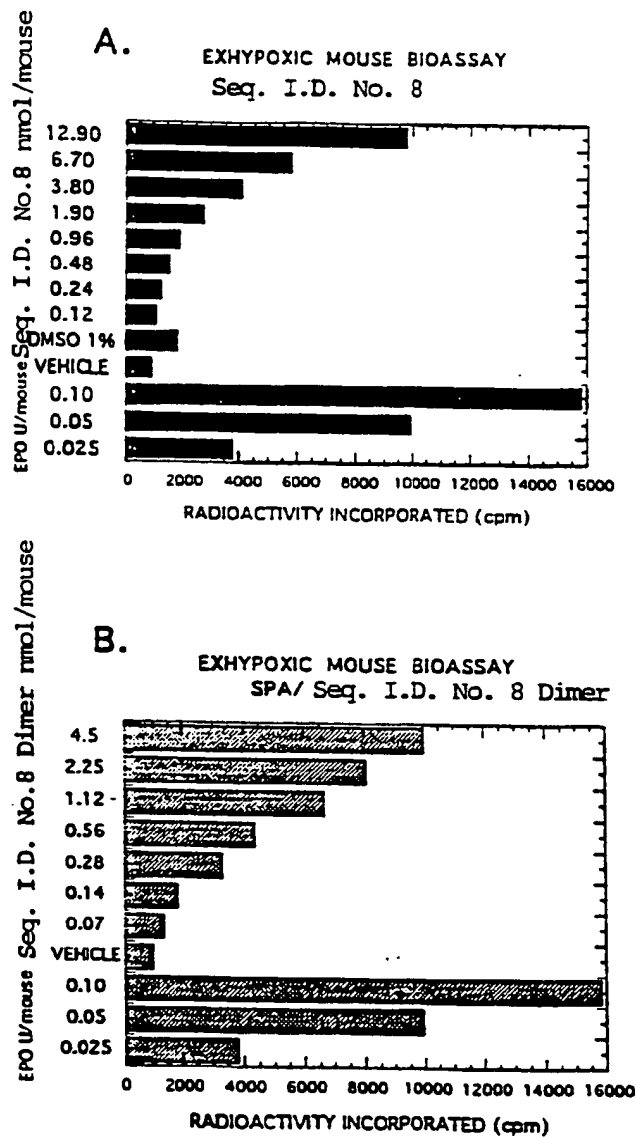 A.
EXHYPOXIC MOUSE BIOASSAY
Seq. I.D. No. 8
EPO U/mouse Seq. I.D. No.8 nmol/mouse
12.90
6.70
3.80
1.90
0.96
0.48
0.24
0.12
DMSO 1%
VEHICLE
0.10
0.05
0.025
0 2000 4000 6000 8000 10000 12000 14000 16000
RADIOACTIVITY INCORPORATED (cpm)
B.
EXHYPOXIC MOUSE BIOASSAY
SPA/ Seq. I.D. No. 8 Dimer
EPO U/mouse Seq. I.D. No.8 Dimer nmol/mouse
4.5
2.25
1.12
0.56
0.28
0.14
0.07
VEHICLE
0.10
0.05
0.025
0 2000 4000 6000 8000 10000 12000 14000 16000
RADIOACTIVITY INCORPORATED (cpm)